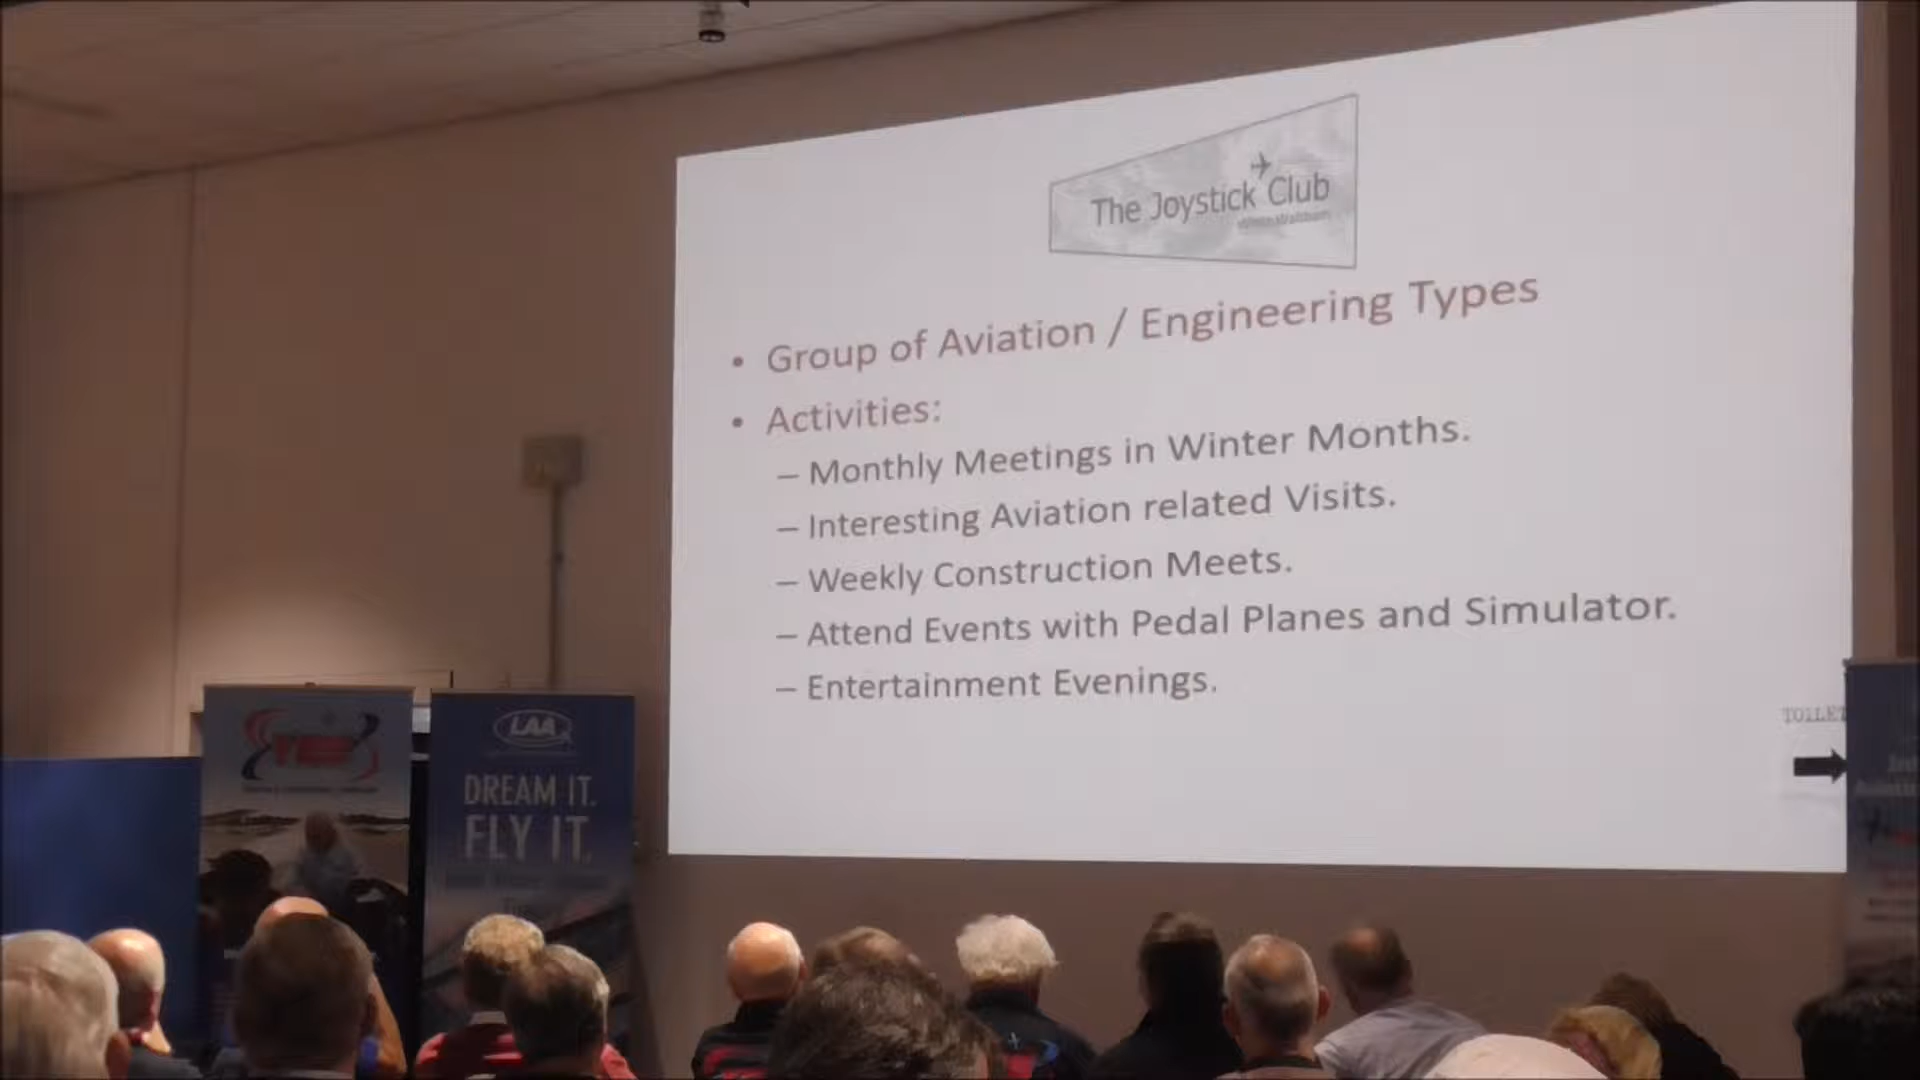 The Joystick Club
• Group of Aviation / Engineering Types
• Activities:
– Monthly Meetings in Winter Months.
– Interesting Aviation related Visits.
– Weekly Construction Meets.
– Attend Events with Pedal Planes and Simulator.
– Entertainment Evenings.
TOILET
LAA
DREAM IT.
FLY IT.